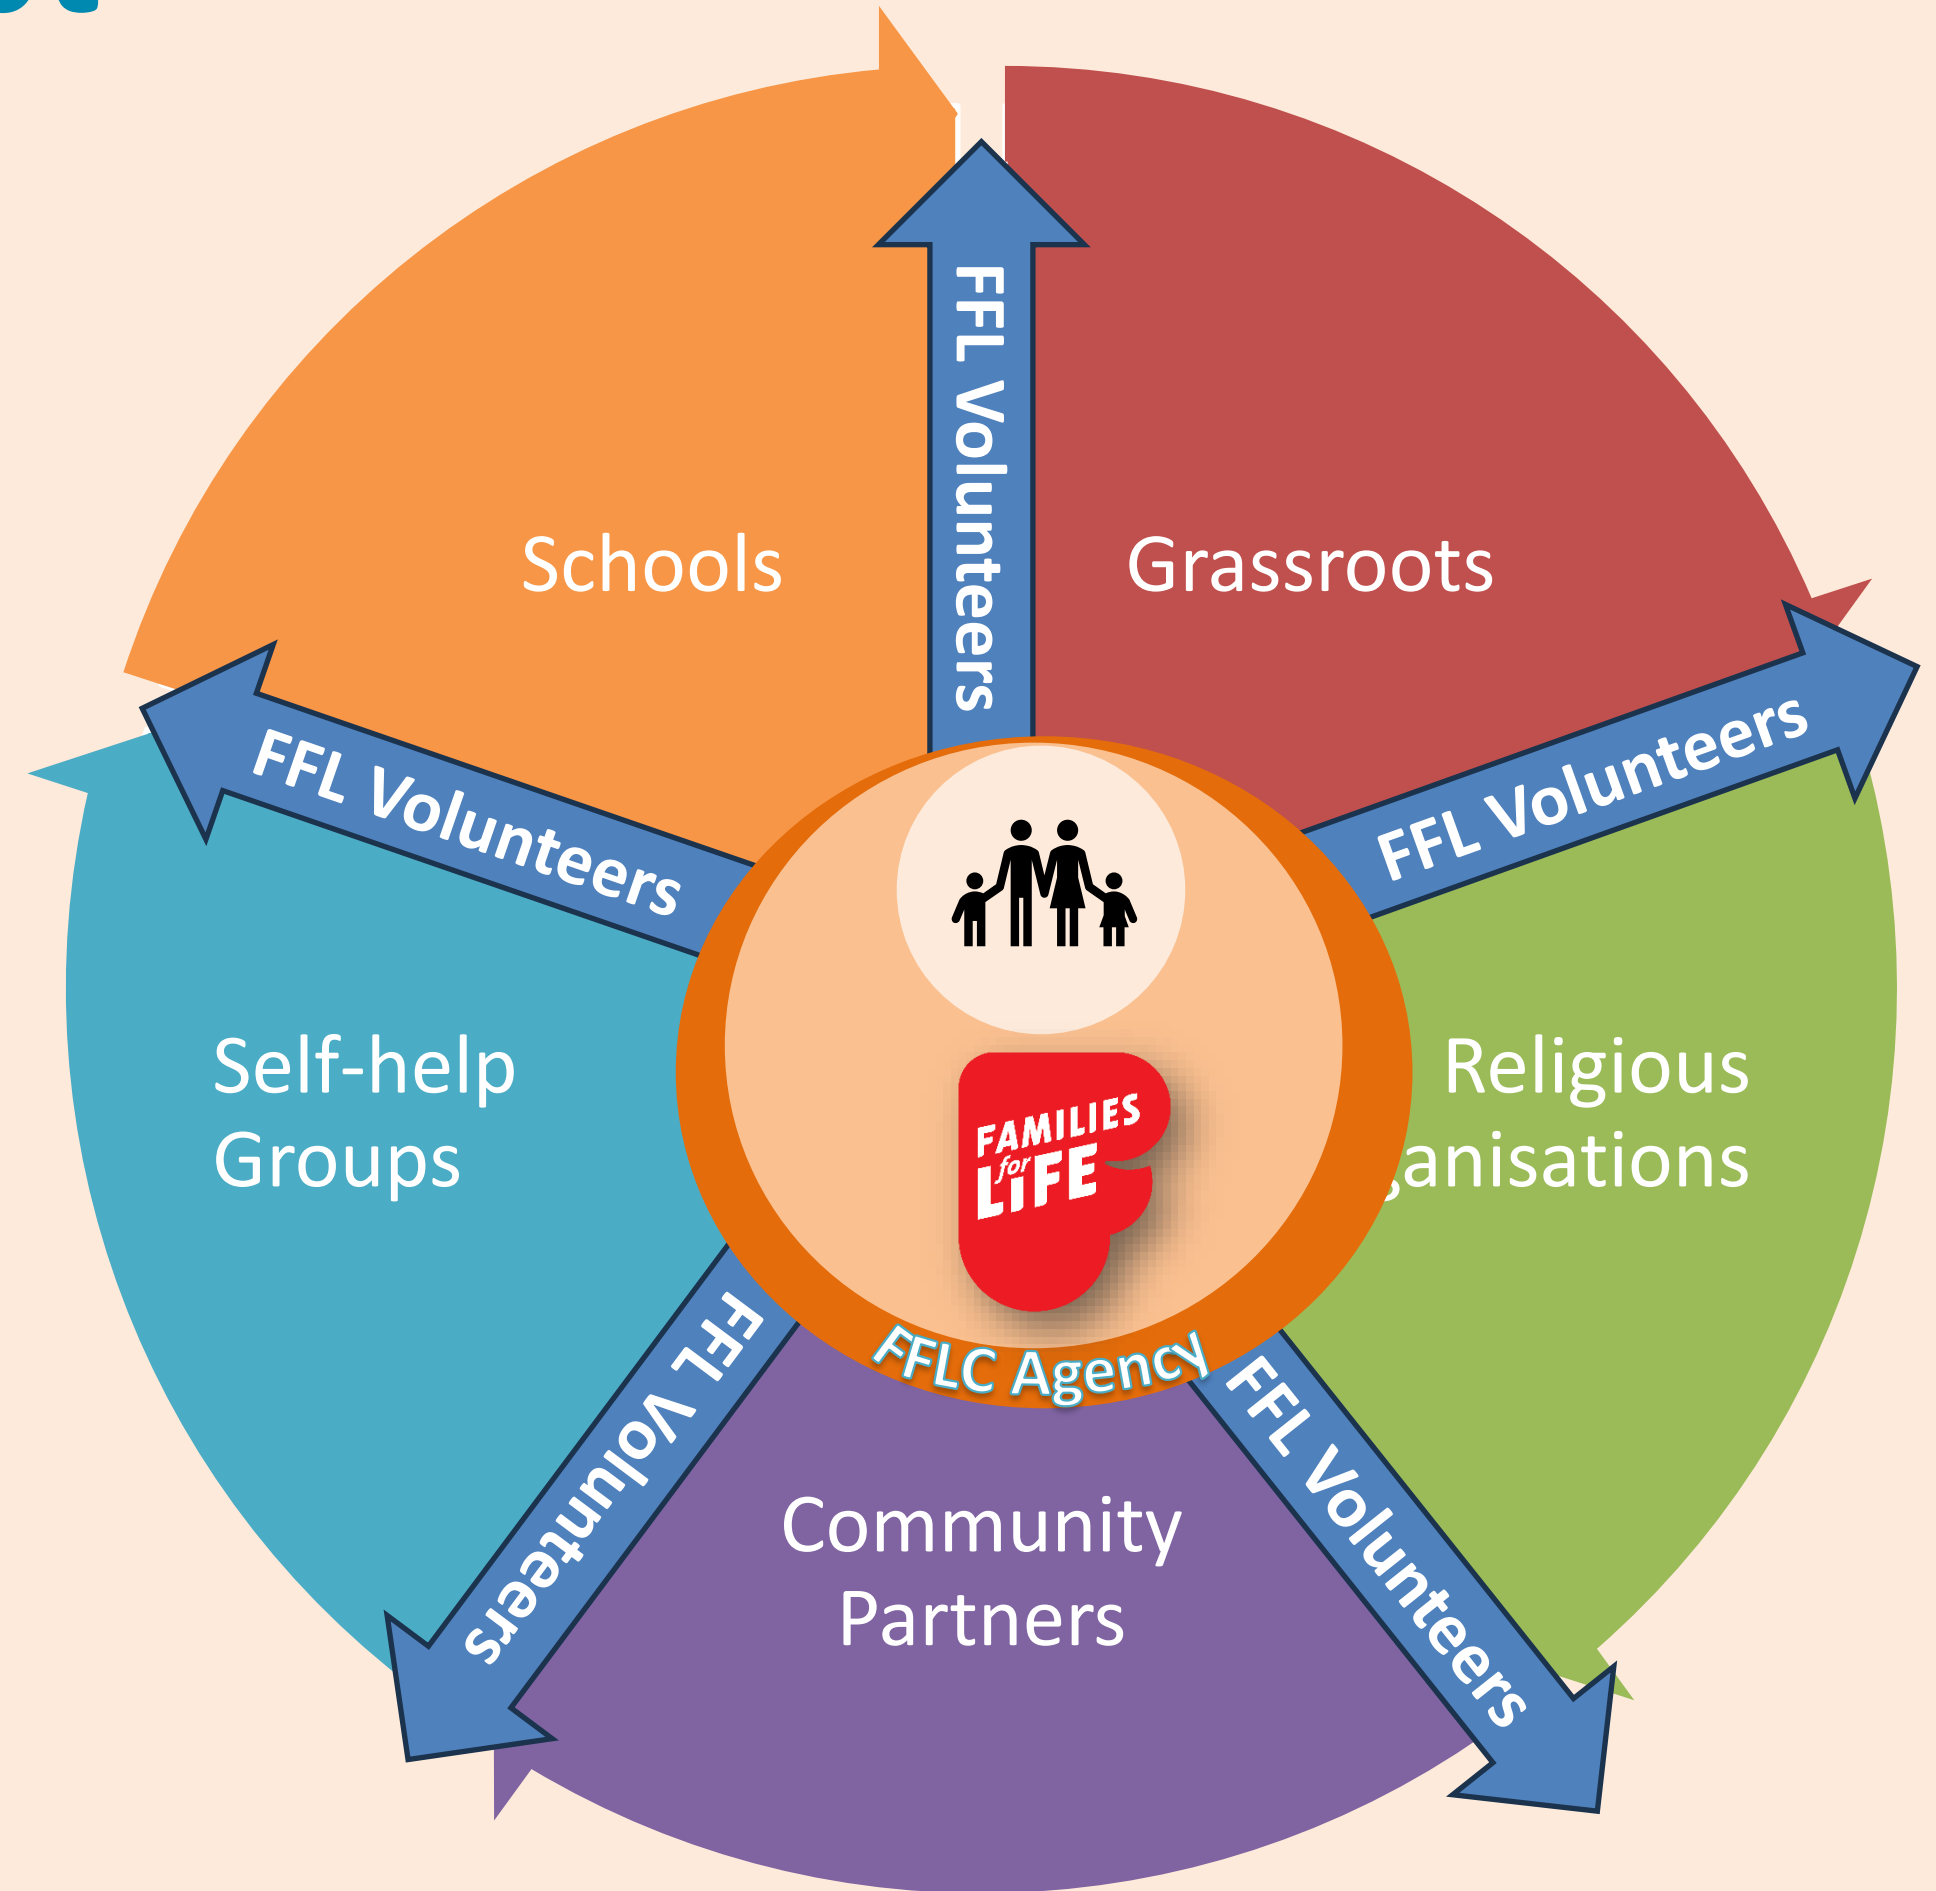 FFL Volunteers
Schools
Grassroots
FFL Volunteers
FFL Volunteers
Self-help
Groups
Religious
anisations
FAMILIES
for
LiFE
FFLC Agency
FFL Volunteers
FFL Volunteers
Community
Partners